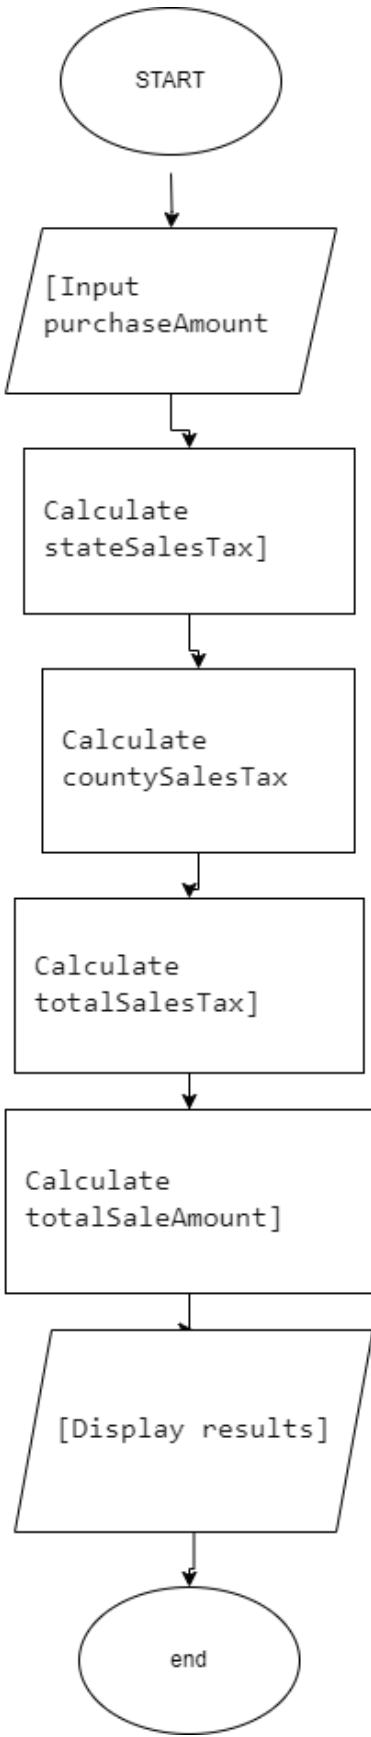 START
[Input
purchaseAmount
Calculate
stateSalesTax]
Calculate
countySalesTax
Calculate
totalSalesTax]
Calculate
totalSaleAmount]
[Display results]
end